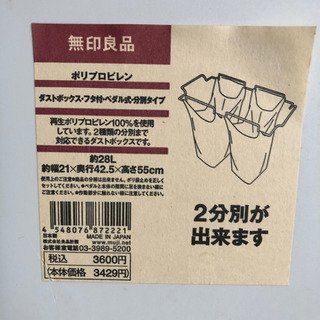 無印良品
ポリプロピレン
ダストボックス・フタ付・ペダル式・分別タイプ
再生ポリプロピレン100%を使用
しています。2種類の分別まで
対応できるダストボックスです。
約28L
約幅21×奥行42.5×高さ55cm
2分別が
出来ます
4 548076 872221
日本製 MADE IN JAPAN
株式会社良品計画 www.muji.net
お客様室電話03-3989-5200
税込 3600円
(本体価格 3429円)